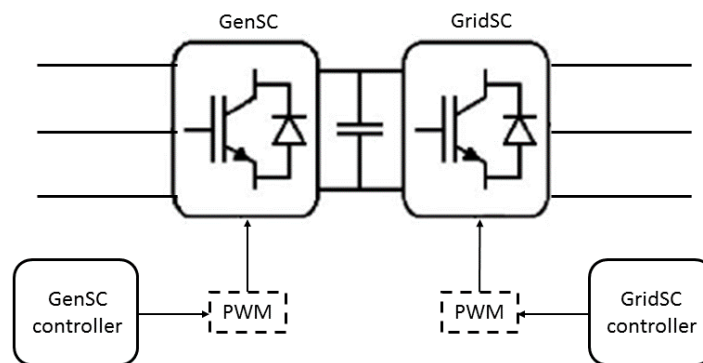 GenSC
GridSC
GenSC
controller
PWM
PWM
GridSC
controller